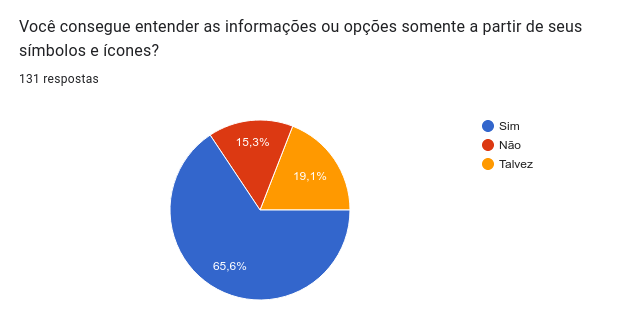 Você consegue entender as informações ou opções somente a partir de seus
símbolos e ícones?
131 respostas
Sim
Não
Talvez
15,3%
19,1%
65,6%